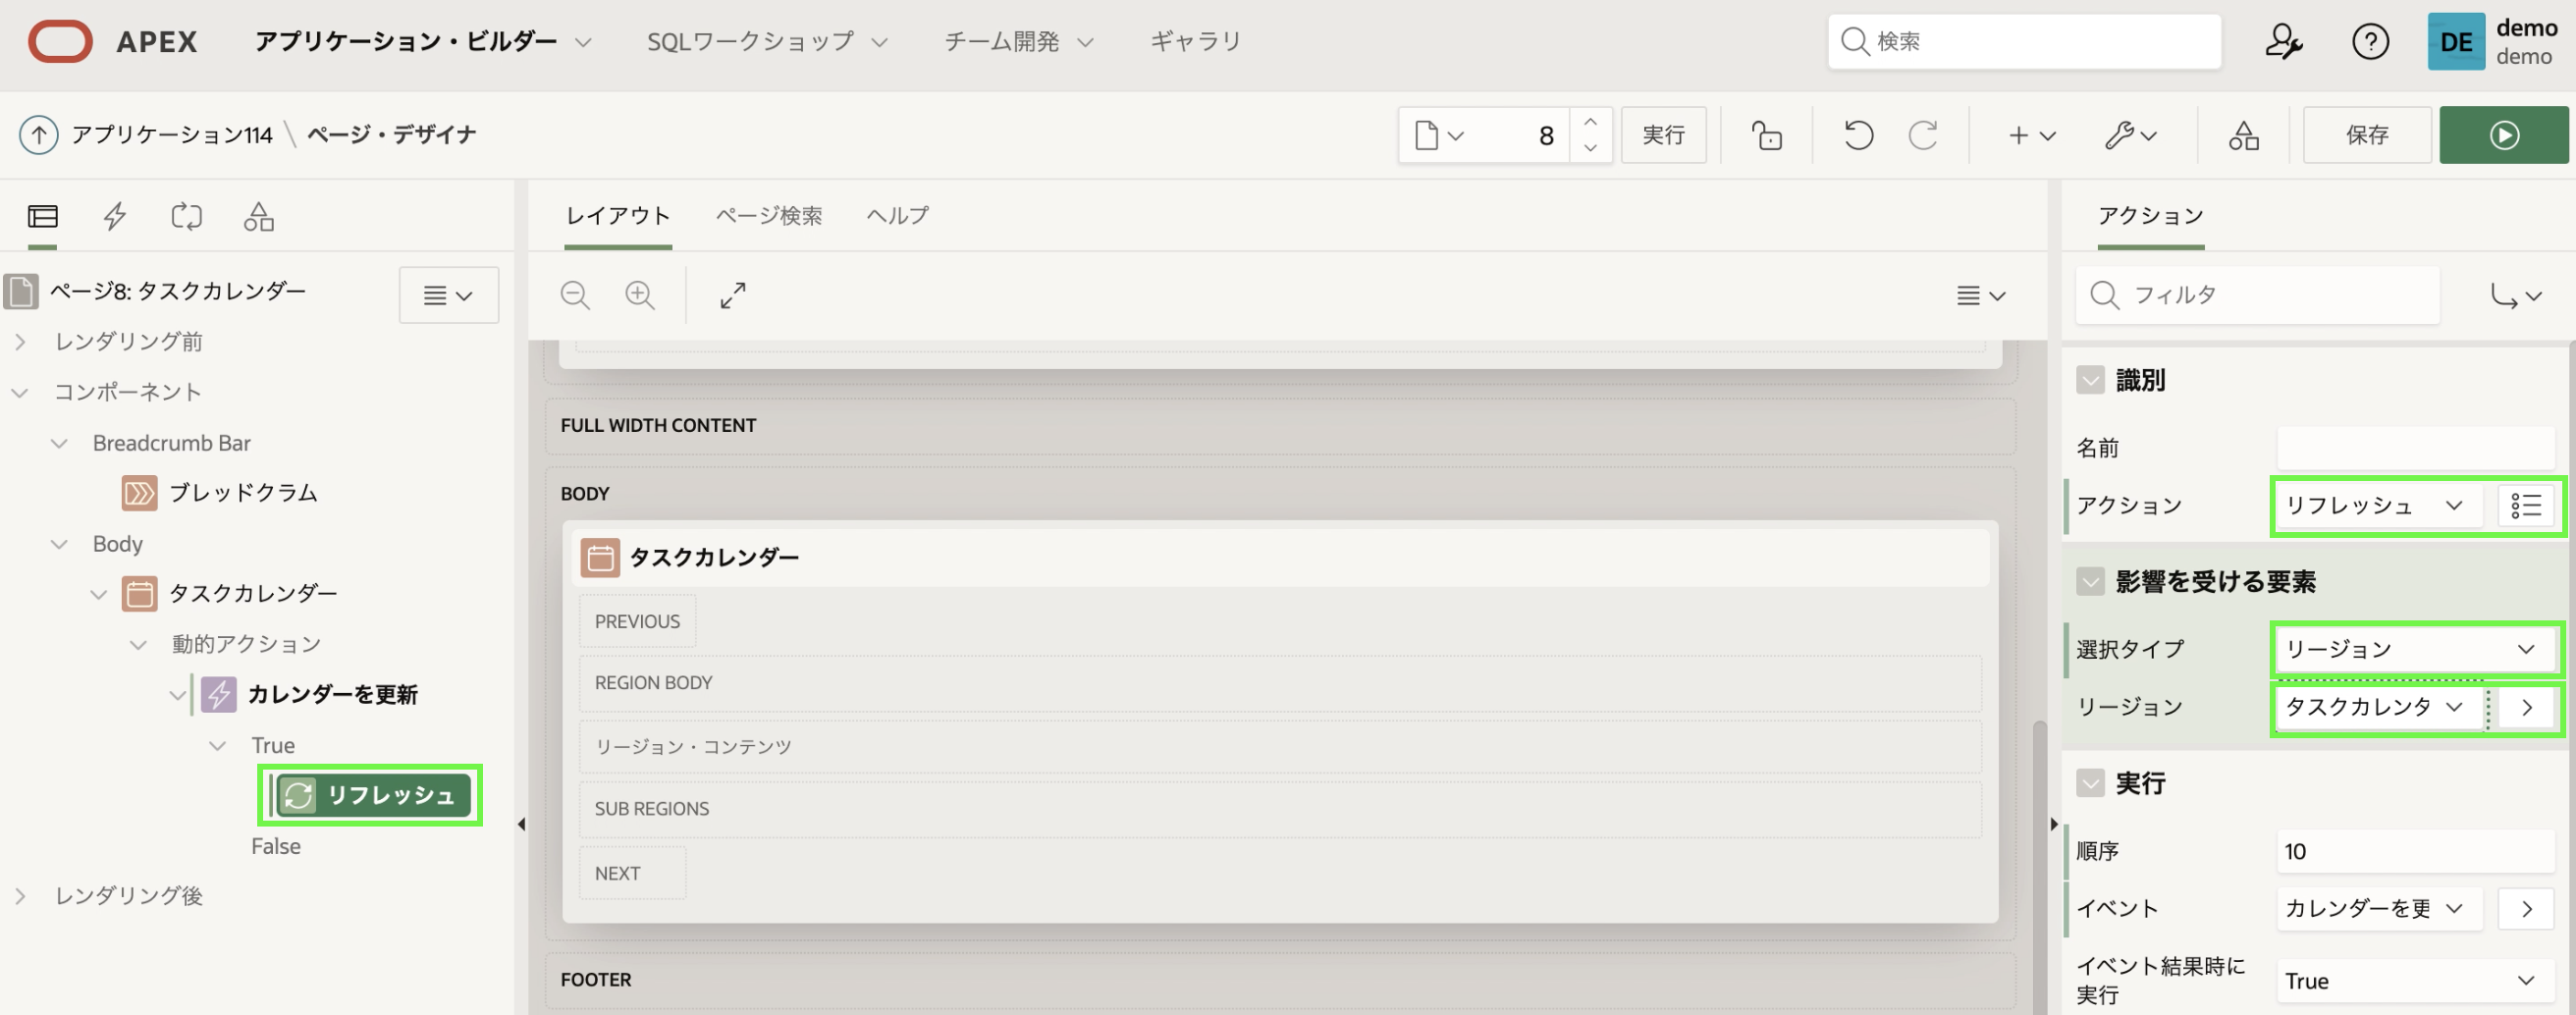 APEX アプリケーション・ビルダー SQLワークショップ チーム開発 ギャラリ 検索 DE demo
demo
アプリケーション114 \ ページ・デザイナ 8 実行 保存
レイアウト ページ検索 ヘルプ アクション
ページ8: タスクカレンダー
レンダリング前
コンポーネント
Breadcrumb Bar
ブレッドクラム
Body
タスクカレンダー
動的アクション
カレンダーを更新
True
リフレッシュ
False
レンダリング後
FULL WIDTH CONTENT
BODY
タスクカレンダー
PREVIOUS
REGION BODY
リージョン・コンテンツ
SUB REGIONS
NEXT
FOOTER
フィルタ
識別
名前
アクション リフレッシュ
影響を受ける要素
選択タイプ リージョン
リージョン タスクカレンタ
実行
順序 10
イベント カレンダーを更
イベント結果時に
実行 True